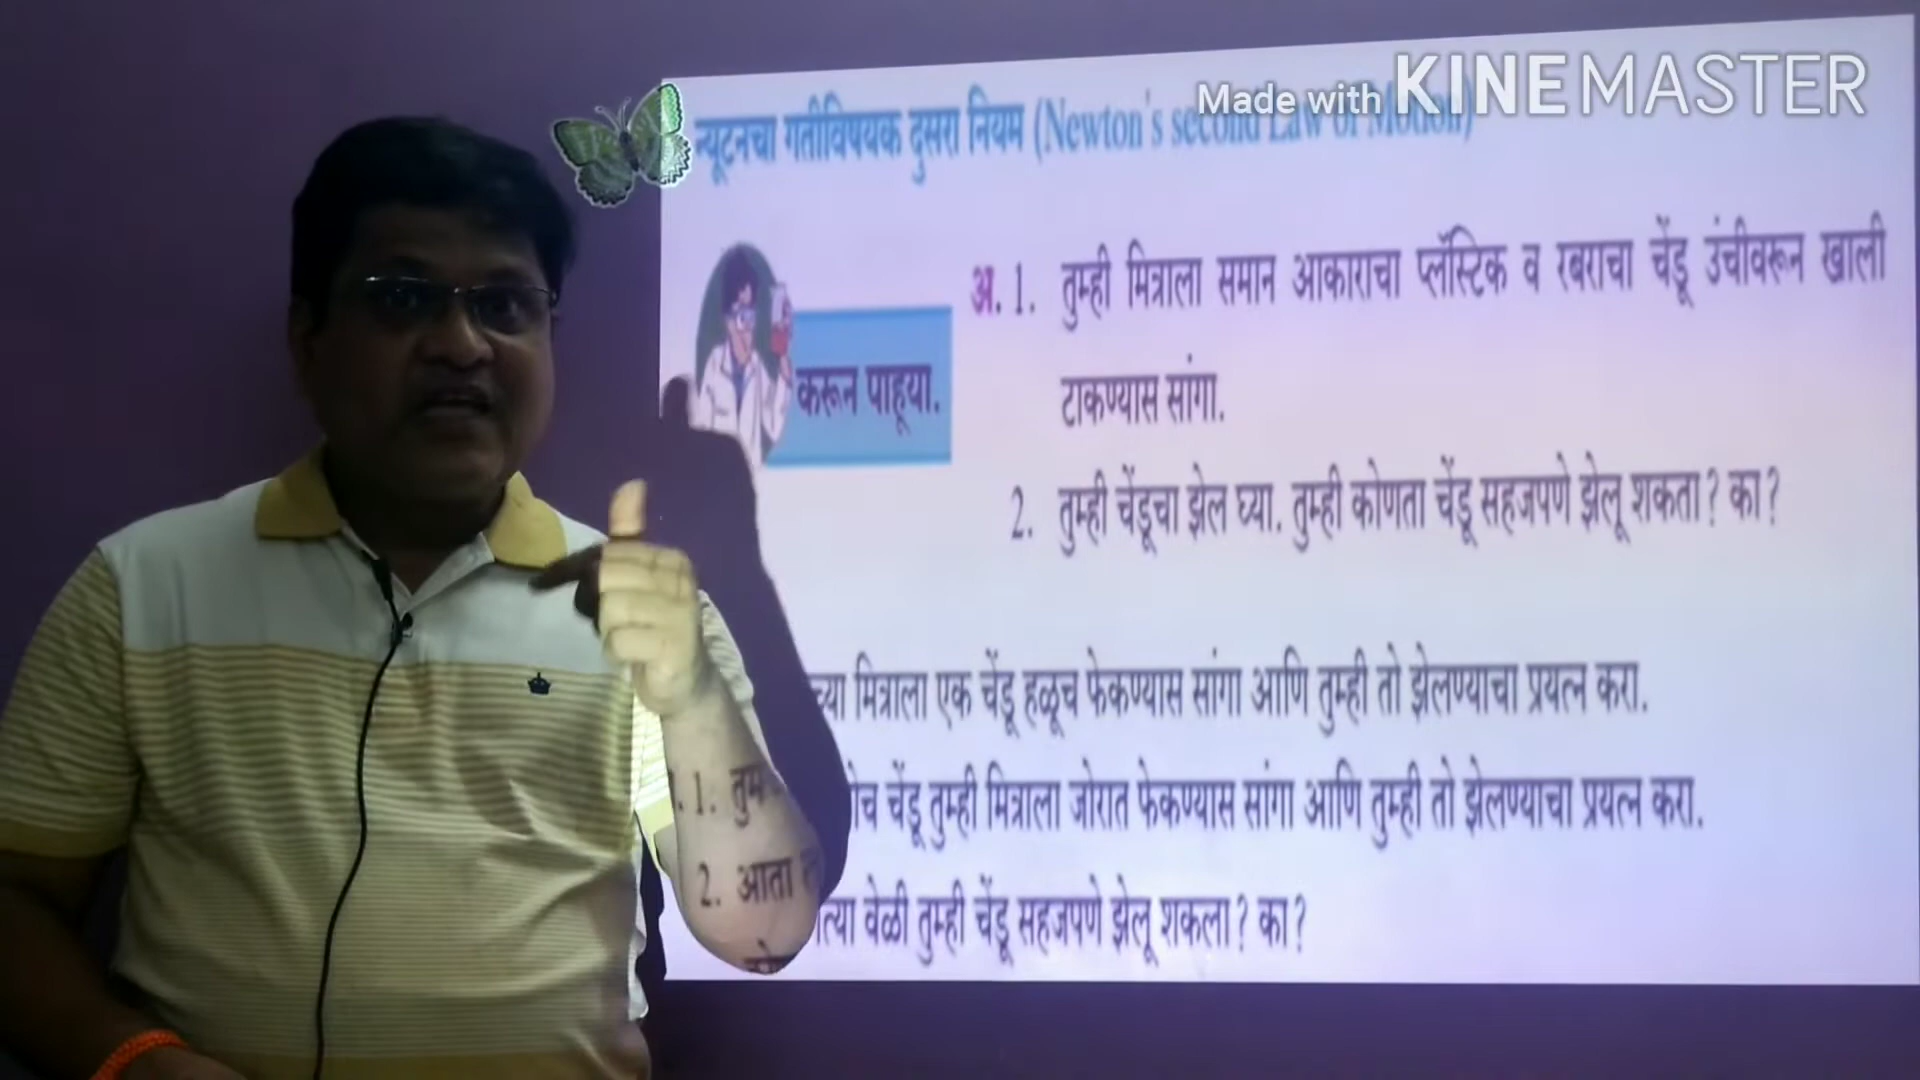 Made with KINEMASTER
न्यूटनचा गतीविषयक दुसरा नियम (Newton's second Law of Motion)
करून पाहूया.
अ. 1. तुम्ही मित्राला समान आकाराचा प्लॅस्टिक व रबराचा चेंडू उंचीवरून खाली
टाकण्यास सांगा.
2. तुम्ही चेंडूचा झेल घ्या. तुम्ही कोणता चेंडू सहजपणे झेलू शकता? का?
च्या मित्राला एक चेंडू हळूच फेकण्यास सांगा आणि तुम्ही तो झेलण्याचा प्रयत्न करा.
1. तुम
चेंडू तुम्ही मित्राला जोरात फेकण्यास सांगा आणि तुम्ही तो झेलण्याचा प्रयत्न करा.
2. आता
त्या वेळी तुम्ही चेंडू सहजपणे झेलू शकला? का?